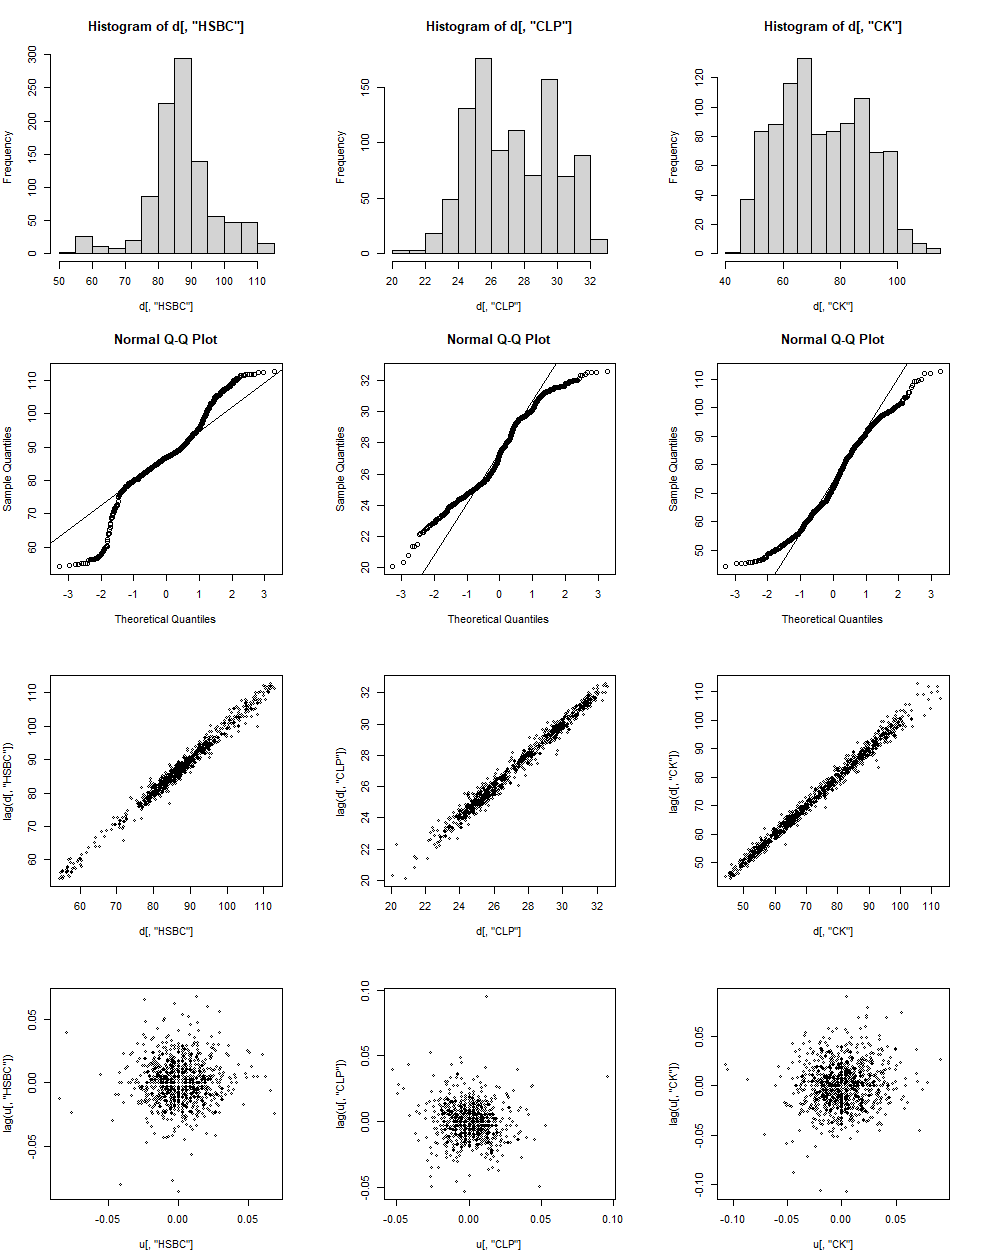 Histogram of d[, "HSBC"]
Frequency
0 50 100 150 200 250 300
50 60 70 80 90 100 110
d[, "HSBC"]
Histogram of d[, "CLP"]
Frequency
0 50 100 150
20 22 24 26 28 30 32
d[, "CLP"]
Histogram of d[, "CK"]
Frequency
0 20 40 60 80 100 120
40 60 80 100
d[, "CK"]
Normal Q-Q Plot
Sample Quantiles
60 70 80 90 100 110
-3 -2 -1 0 1 2 3
Theoretical Quantiles
Normal Q-Q Plot
Sample Quantiles
20 22 24 26 28 30 32
-3 -2 -1 0 1 2 3
Theoretical Quantiles
Normal Q-Q Plot
Sample Quantiles
50 60 70 80 90 100 110
-3 -2 -1 0 1 2 3
Theoretical Quantiles
lag(d[, "HSBC"])
60 70 80 90 100 110
60 70 80 90 100 110
d[, "HSBC"]
lag(d[, "CLP"])
20 22 24 26 28 30 32
20 22 24 26 28 30 32
d[, "CLP"]
lag(d[, "CK"])
50 60 70 80 90 100 110
50 60 70 80 90 100 110
d[, "CK"]
lag(u[, "HSBC"])
-0.05 0.00 0.05
-0.05 0.00 0.05
u[, "HSBC"]
lag(u[, "CLP"])
-0.05 0.00 0.05 0.10
-0.05 0.00 0.05 0.10
u[, "CLP"]
lag(u[, "CK"])
-0.10 -0.05 0.00 0.05
-0.10 -0.05 0.00 0.05
u[, "CK"]